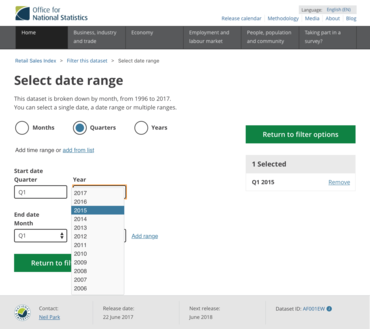 Office for
National Statistics
Language: English (EN)
Release calendar Methodology Media About Blog
Home
Business, industry
and trade
Economy
Employment and
labour market
People, population
and community
Taking part in a
survey?
Retail Sales Index > Filter this dataset > Select date range
Select date range
This dataset is broken down by month, from 1996 to 2017.
You can select a single date, a date range or multiple ranges.
Months Quarters Years
Return to filter options
Add time range or add from list
1 Selected
Q1 2015 Remove
Start date
Quarter Year
Q1
2017
2016
2015
2014
2013
2012
2011
2010
2009
2008
2007
2006
End date
Month
Q1
Add range
Return to fil
Contact:
Neil Park
Release date:
22 June 2017
Next release:
June 2018
Dataset ID: AF001EW